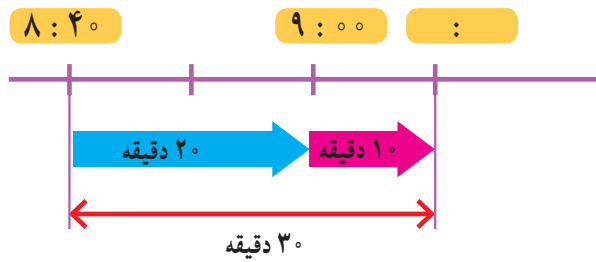 ۸ : ۴۰
۹ : ۰۰
:
۲۰ دقیقه
۱۰ دقیقه
۳۰ دقیقه